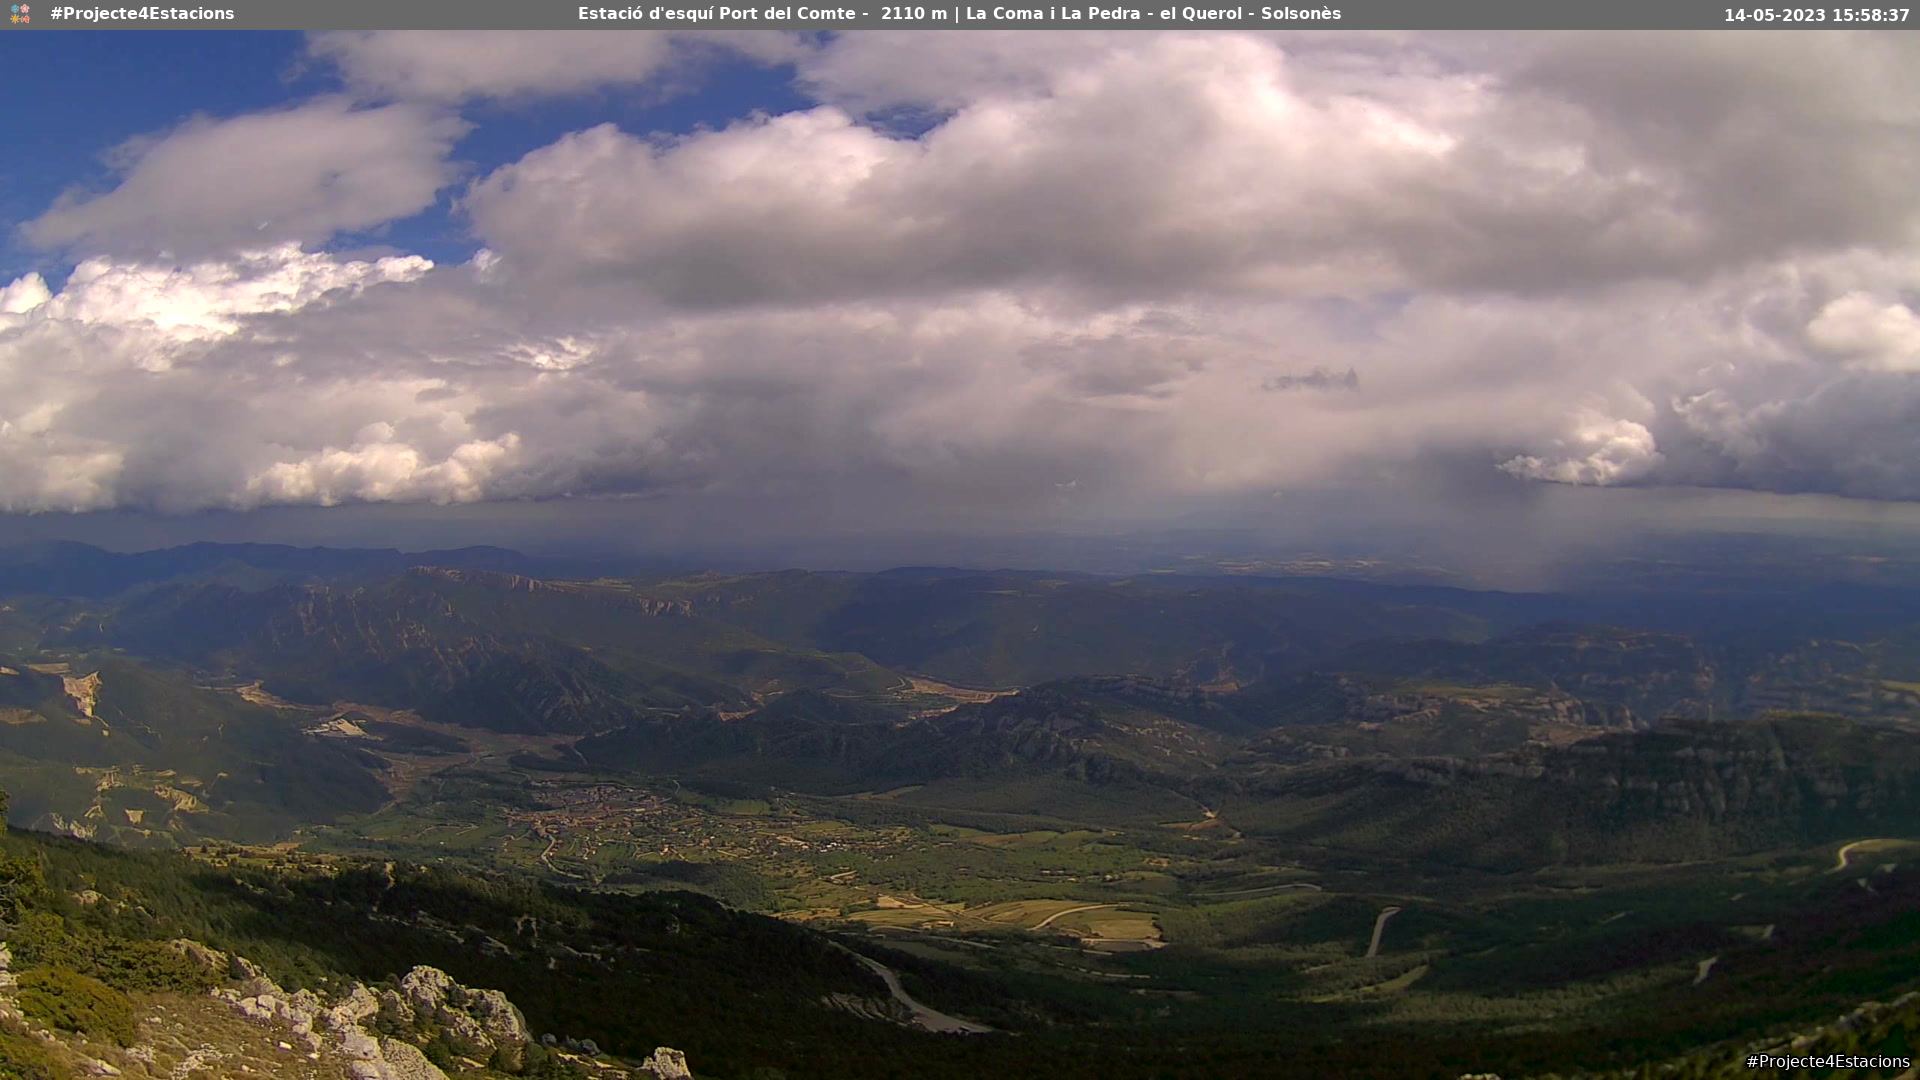 #Projecte4Estacions
Estació d'esquí Port del Comte -  2110 m | La Coma i La Pedra - el Querol - Solsonès
14-05-2023 15:58:37
#Projecte4Estacions